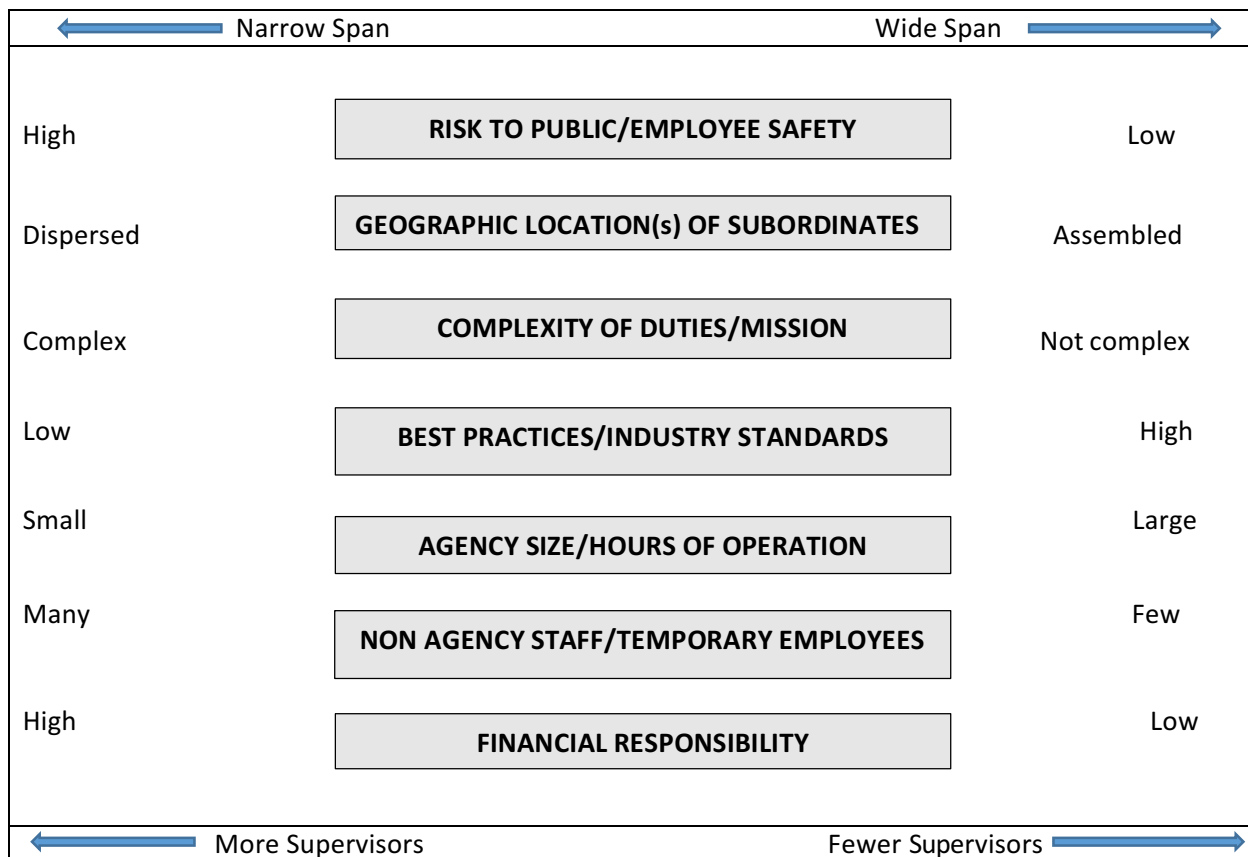 Narrow Span Wide Span
High RISK TO PUBLIC/EMPLOYEE SAFETY Low
Dispersed GEOGRAPHIC LOCATION(s) OF SUBORDINATES Assembled
Complex COMPLEXITY OF DUTIES/MISSION Not complex
Low BEST PRACTICES/INDUSTRY STANDARDS High
Small AGENCY SIZE/HOURS OF OPERATION Large
Many NON AGENCY STAFF/TEMPORARY EMPLOYEES Few
High FINANCIAL RESPONSIBILITY Low
More Supervisors Fewer Supervisors